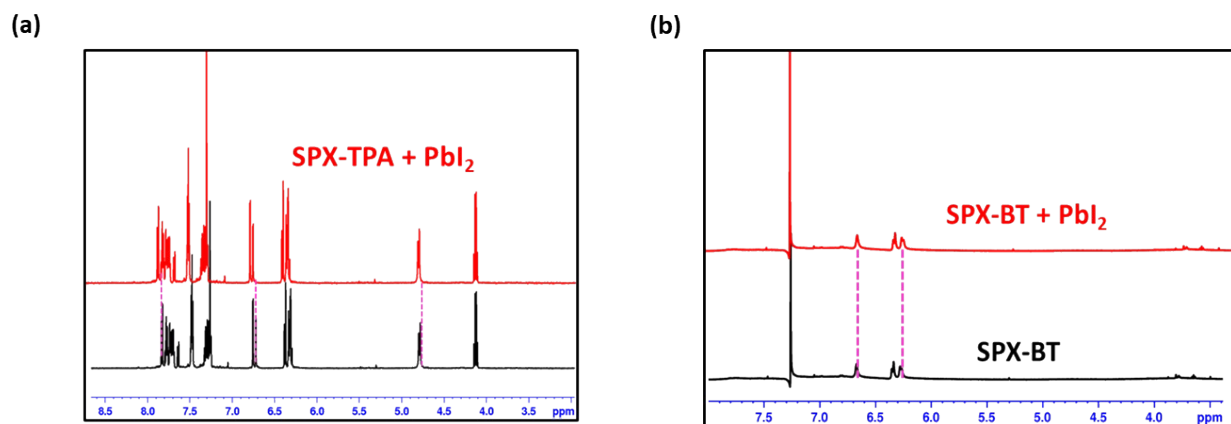 (a)
(b)
SPX-TPA + PbI₂
8.5 8.0 7.5 7.0 6.5 6.0 5.5 5.0 4.5 4.0 3.5 ppm
SPX-BT + PbI₂
SPX-BT
7.5 7.0 6.5 6.0 5.5 5.0 4.5 4.0 ppm